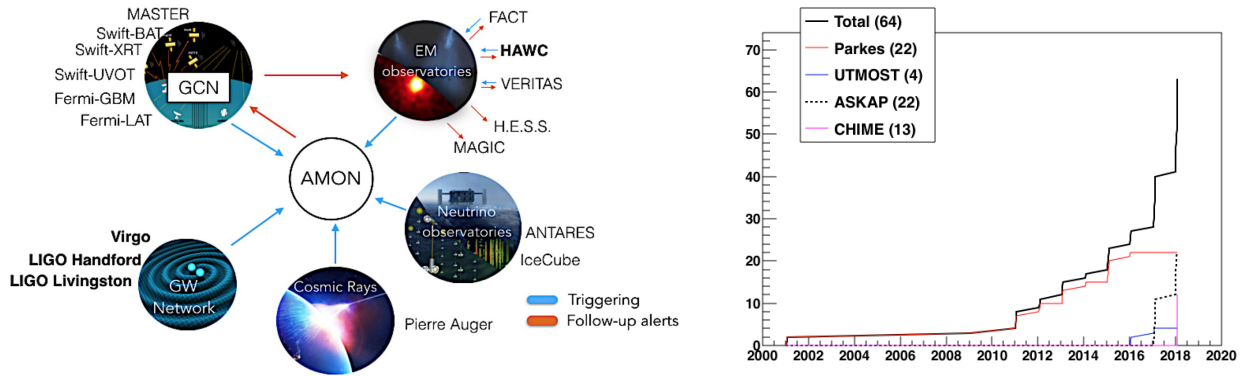 MASTER
Swift-BAT
Swift-XRT
Swift-UVOT
Fermi-GBM
Fermi-LAT
GCN
EM
observatories
FACT
HAWC
VERITAS
H.E.S.S.
MAGIC
AMON
Neutrino
observatories
ANTARES
IceCube
Virgo
LIGO Handford
LIGO Livingston
GW
Network
Cosmic Rays
Pierre Auger
Triggering
Follow-up alerts
Total (64)
Parkes (22)
UTMOST (4)
ASKAP (22)
CHIME (13)
70
60
50
40
30
20
10
0
2000 2002 2004 2006 2008 2010 2012 2014 2016 2018 2020